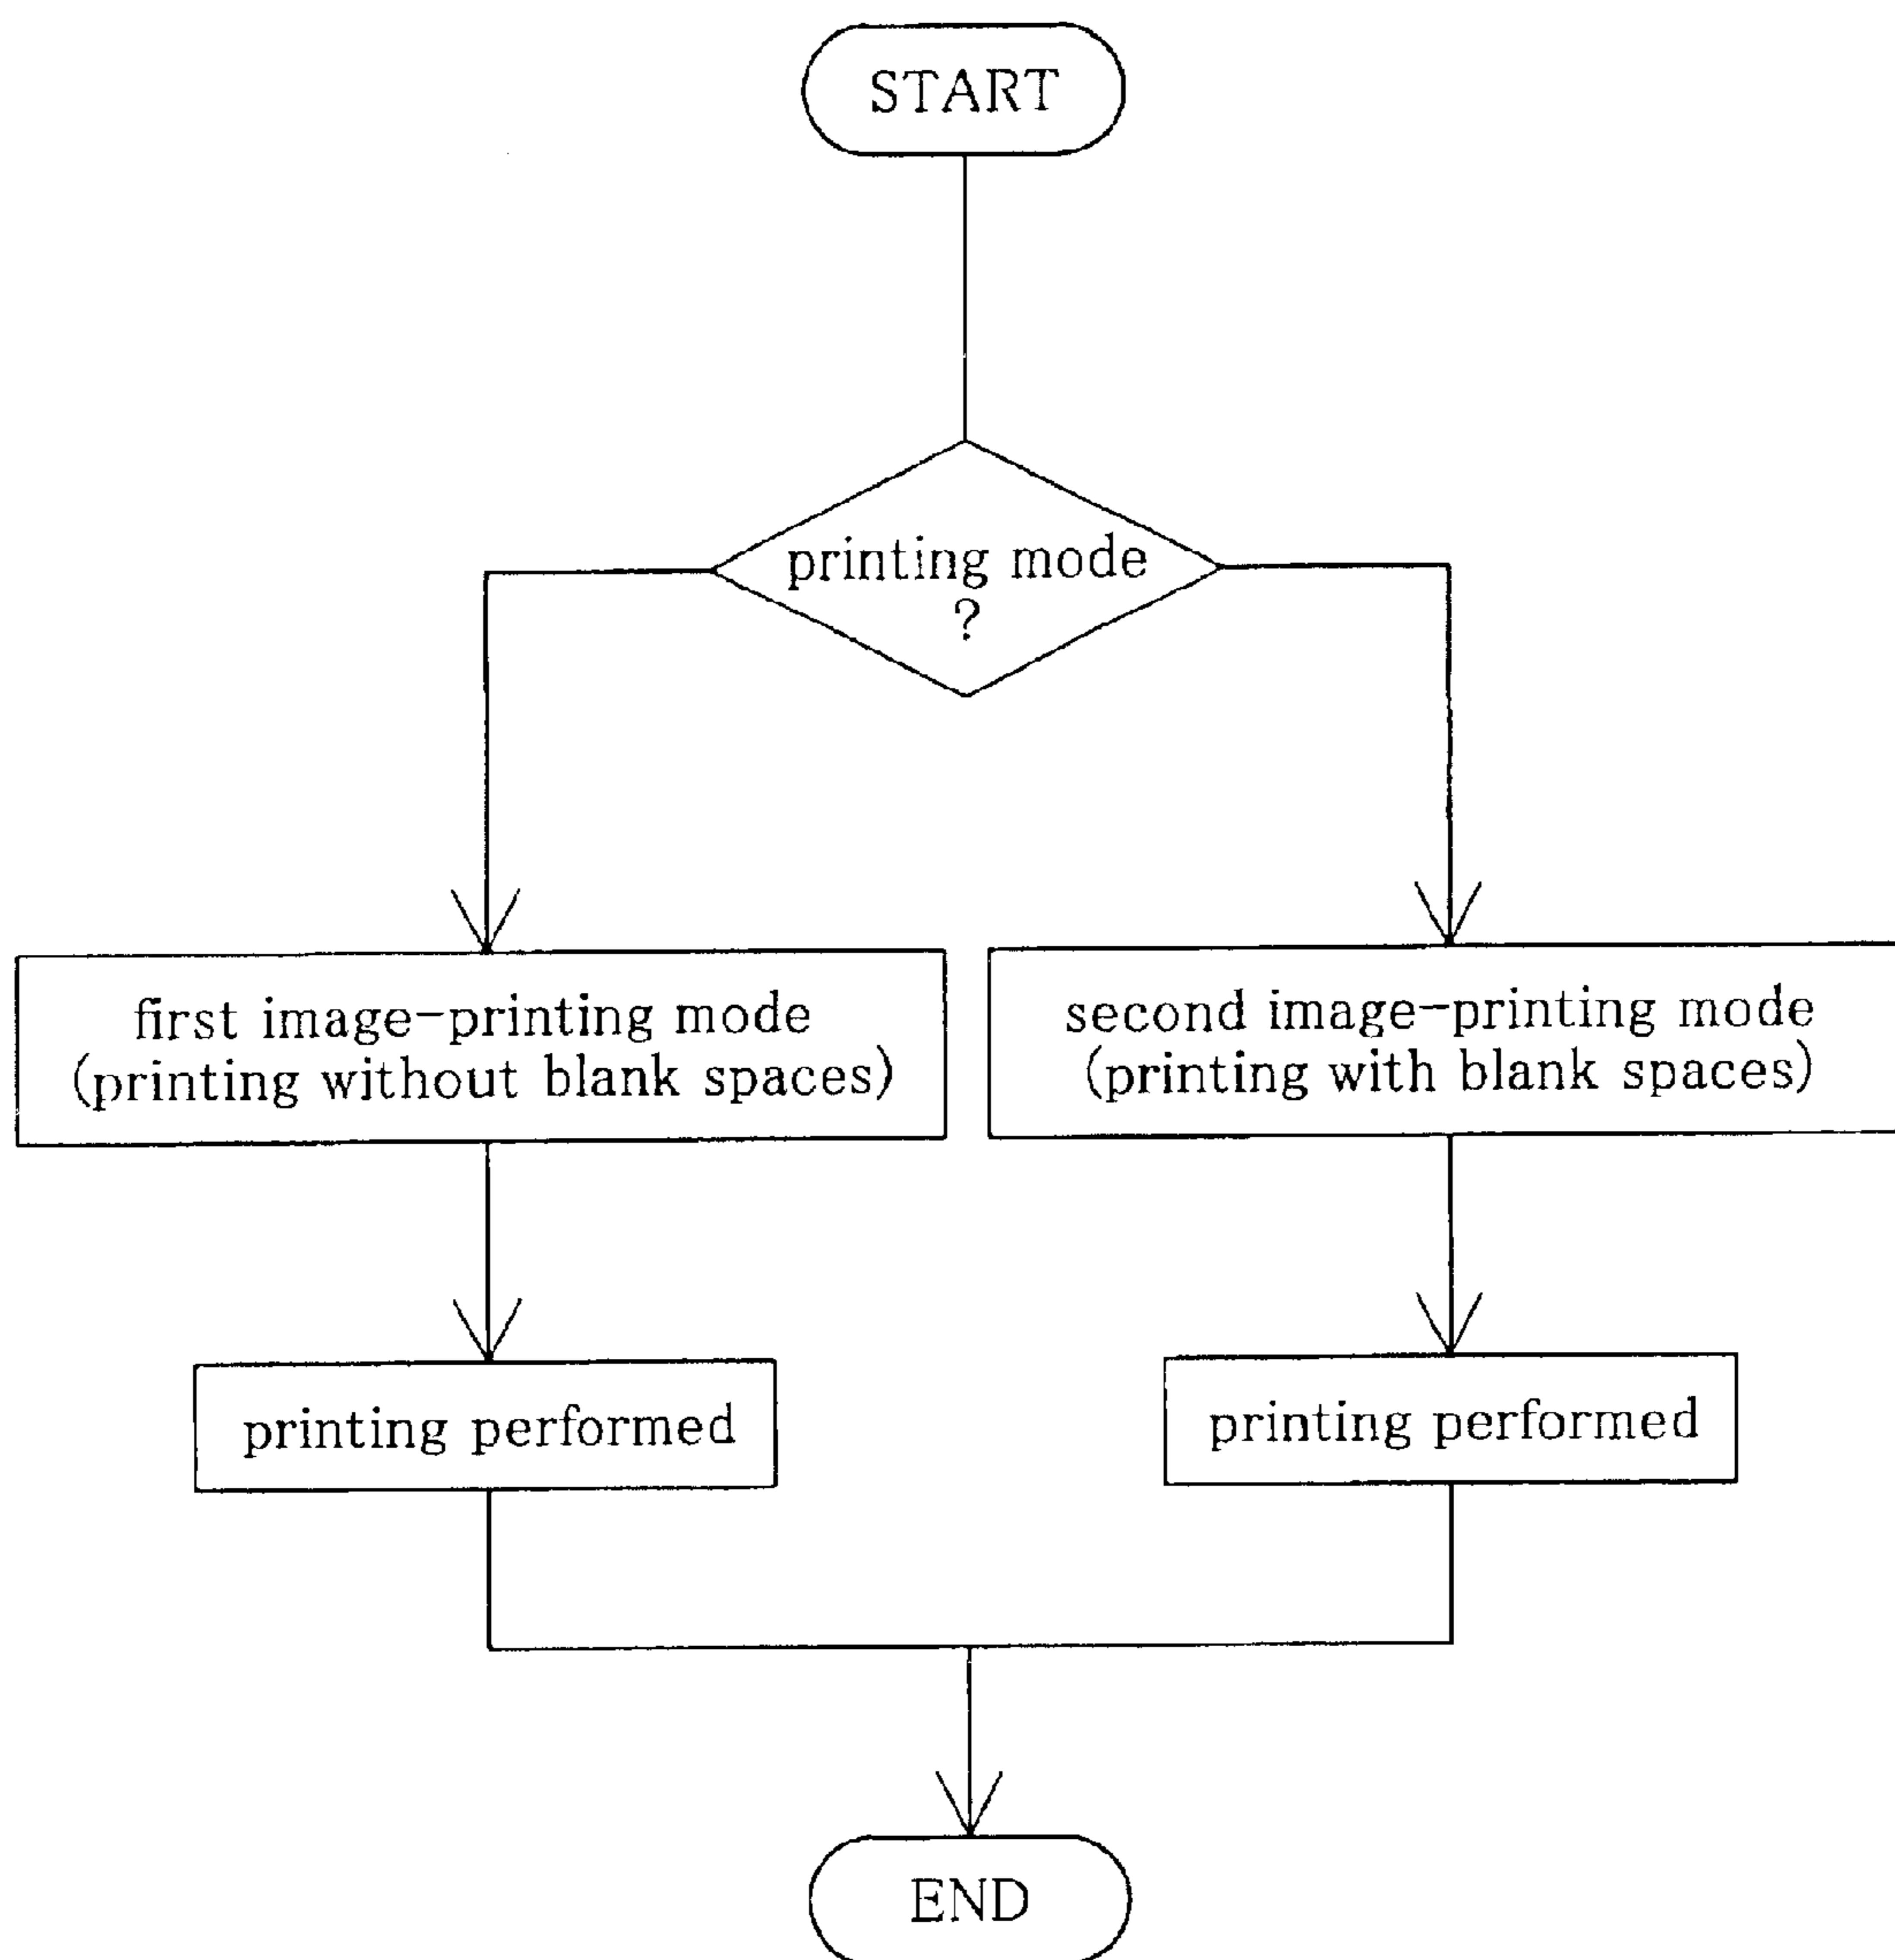 START
printing mode
?
first image-printing mode
(printing without blank spaces)
second image-printing mode
(printing with blank spaces)
printing performed
printing performed
END